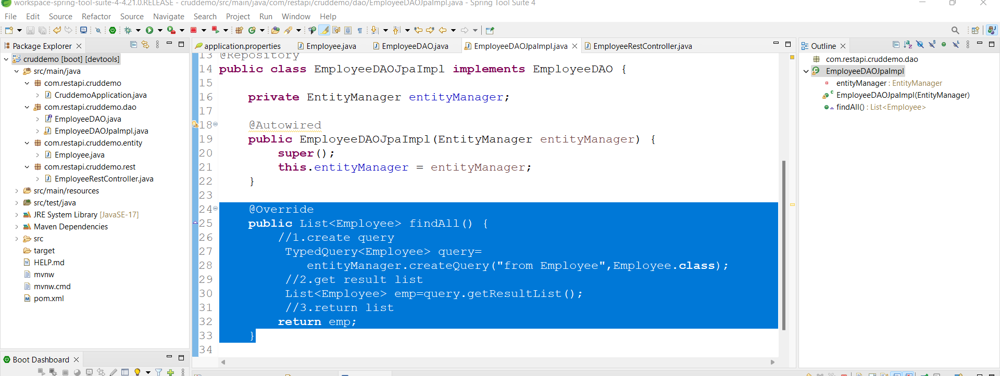 workspace-spring-tool-suite-4-4.21.0.RELEASE - cruddemo/src/main/java/com/restapi/cruddemo/dao/EmployeeDAOJpaImpl.java - Spring Tool Suite 4
File Edit Source Refactor Source Navigate Search Project Run Window Help
Package Explorer
cruddemo [boot] [devtools]
src/main/java
com.restapi.cruddemo
CruddemoApplication.java
com.restapi.cruddemo.dao
EmployeeDAO.java
EmployeeDAOJpaImpl.java
com.restapi.cruddemo.entity
Employee.java
com.restapi.cruddemo.rest
EmployeeRestController.java
src/main/resources
src/test/java
JRE System Library [JavaSE-17]
Maven Dependencies
src
target
HELP.md
mvnw
mvnw.cmd
pom.xml
Boot Dashboard
application.properties Employee.java EmployeeDAO.java EmployeeDAOJpaImpl.java EmployeeRestController.java
13 @Repository
14 public class EmployeeDAOJpaImpl implements EmployeeDAO {
15
16 private EntityManager entityManager;
17
18 @Autowired
19 public EmployeeDAOJpaImpl(EntityManager entityManager) {
20 super();
21 this.entityManager = entityManager;
22 }
23
24 @Override
25 public List<Employee> findAll() {
26 //1.create query
27 TypedQuery<Employee> query=
28 entityManager.createQuery("from Employee",Employee.class);
29 //2.get result list
30 List<Employee> emp=query.getResultList();
31 //3.return list
32 return emp;
33 }
34
Outline
com.restapi.cruddemo.dao
EmployeeDAOJpaImpl
entityManager : EntityManager
EmployeeDAOJpaImpl(EntityManager)
findAll() : List<Employee>